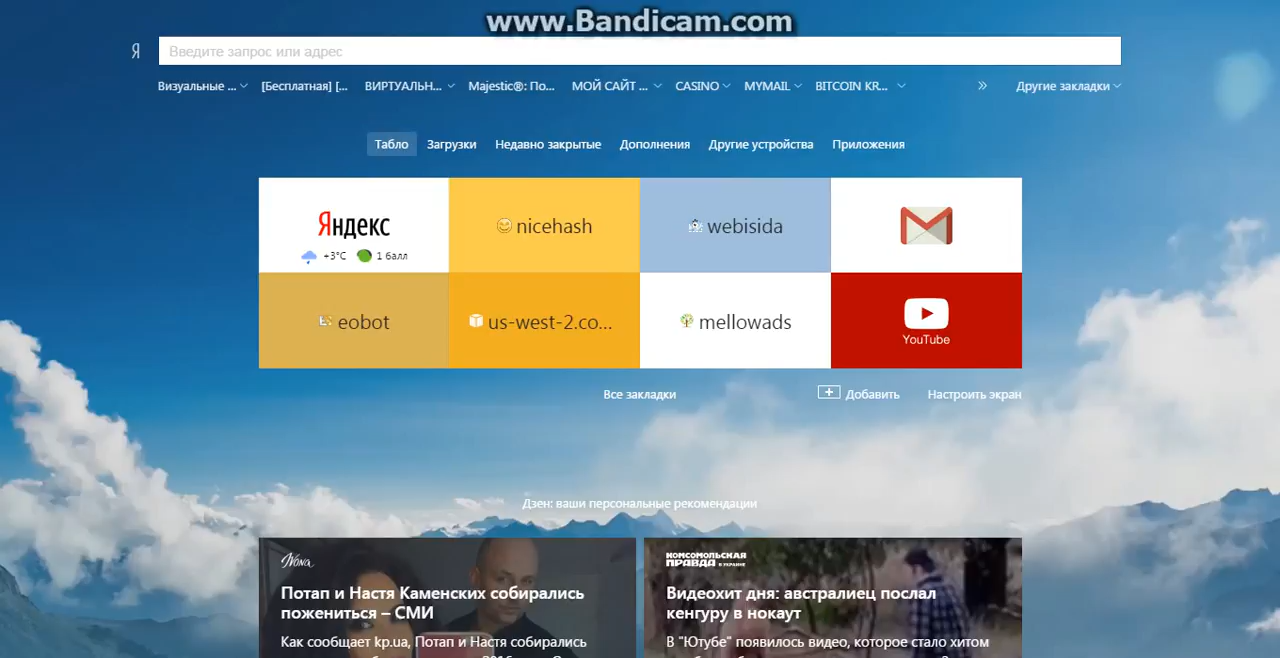 www.Bandicam.com
Я Введите запрос или адрес
Визуальные ... [Бесплатная] [... ВИРТУАЛЬН... Majestic®: По... МОЙ САЙТ ... CASINO MYMAIL BITCOIN KR... » Другие закладки
Табло Загрузки Недавно закрытые Дополнения Другие устройства Приложения
Яндекс nicehash webisida
+3°C 1 балл
eobot us-west-2.co... mellowads
YouTube
Все закладки Добавить Настроить экран
Дзен: ваши персональные рекомендации
Ivona
Потап и Настя Каменских собирались
пожениться – СМИ
Как сообщает kp.ua, Потап и Настя собирались
КОМСОМОЛЬСКАЯ
ПРАВДА В УКРАИНЕ
Видеохит дня: австралиец послал
кенгуру в нокаут
В "Ютубе" появилось видео, которое стало хитом